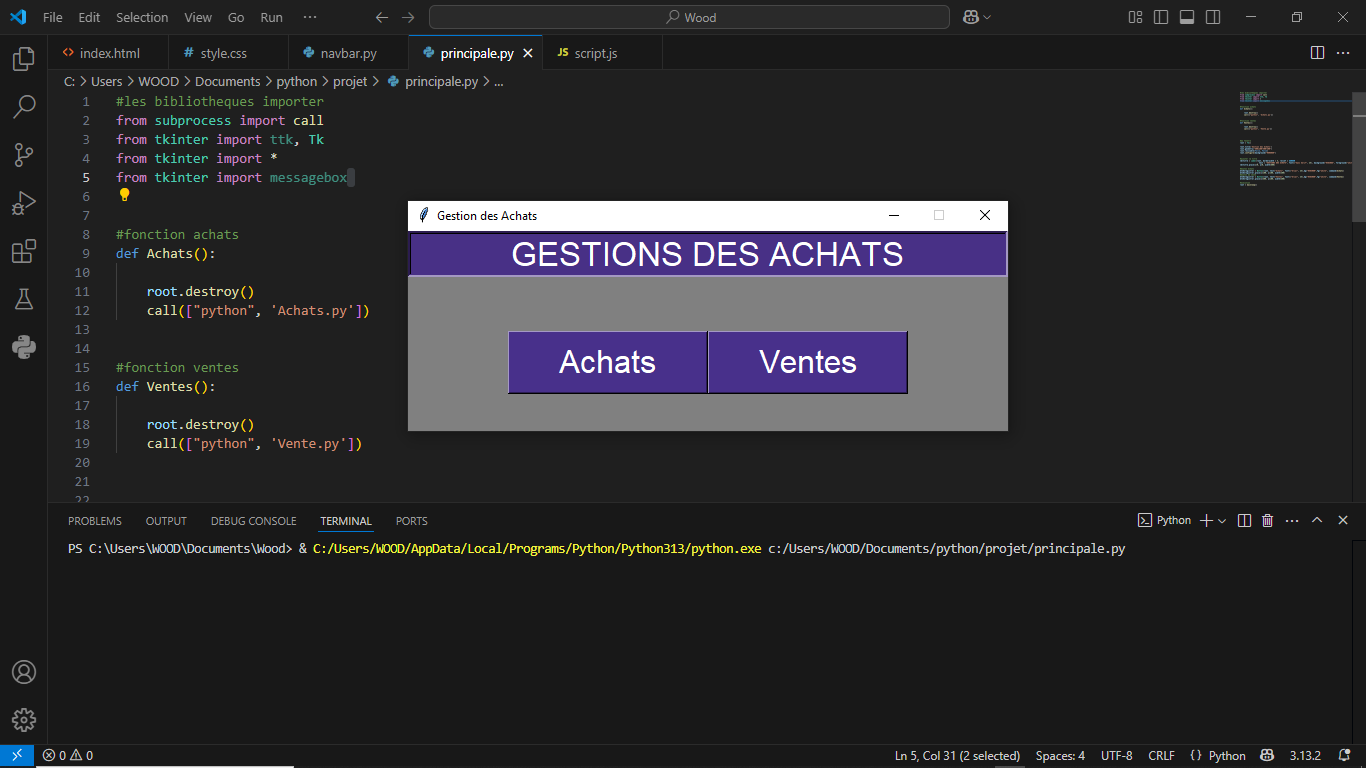 File Edit Selection View Go Run ··· Wood
index.html style.css navbar.py principale.py JS script.js
C: > Users > WOOD > Documents > python > projet > principale.py > ...
1 #les bibliotheques importer
2 from subprocess import call
3 from tkinter import ttk, Tk
4 from tkinter import *
5 from tkinter import messagebox
6
7
8 #fonction achats
9 def Achats():
10
11 root.destroy()
12 call(["python", 'Achats.py'])
13
14
15 #fonction ventes
16 def Ventes():
17
18 root.destroy()
19 call(["python", 'Vente.py'])
20
21
22
Gestion des Achats
GESTIONS DES ACHATS
Achats Ventes
PROBLEMS OUTPUT DEBUG CONSOLE TERMINAL PORTS Python
PS C:\Users\WOOD\Documents\Wood> & C:/Users/WOOD/AppData/Local/Programs/Python/Python313/python.exe c:/Users/WOOD/Documents/python/projet/principale.py
0 0 Ln 5, Col 31 (2 selected) Spaces: 4 UTF-8 CRLF {} Python 3.13.2